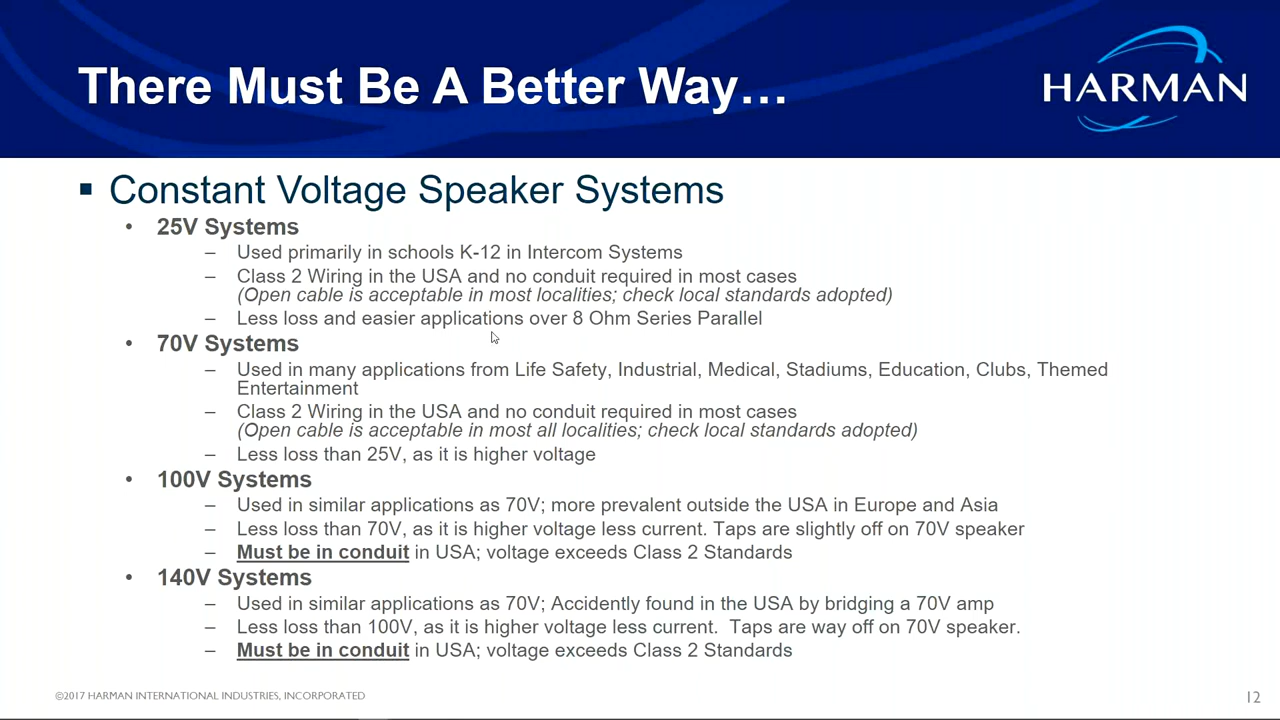 There Must Be A Better Way…
HARMAN
▪ Constant Voltage Speaker Systems
• 25V Systems
– Used primarily in schools K-12 in Intercom Systems
– Class 2 Wiring in the USA and no conduit required in most cases
(Open cable is acceptable in most localities; check local standards adopted)
– Less loss and easier applications over 8 Ohm Series Parallel
• 70V Systems
– Used in many applications from Life Safety, Industrial, Medical, Stadiums, Education, Clubs, Themed
Entertainment
– Class 2 Wiring in the USA and no conduit required in most cases
(Open cable is acceptable in most all localities; check local standards adopted)
– Less loss than 25V, as it is higher voltage
• 100V Systems
– Used in similar applications as 70V; more prevalent outside the USA in Europe and Asia
– Less loss than 70V, as it is higher voltage less current. Taps are slightly off on 70V speaker
– Must be in conduit in USA; voltage exceeds Class 2 Standards
• 140V Systems
– Used in similar applications as 70V; Accidently found in the USA by bridging a 70V amp
– Less loss than 100V, as it is higher voltage less current.  Taps are way off on 70V speaker.
– Must be in conduit in USA; voltage exceeds Class 2 Standards
©2017 HARMAN INTERNATIONAL INDUSTRIES, INCORPORATED
12